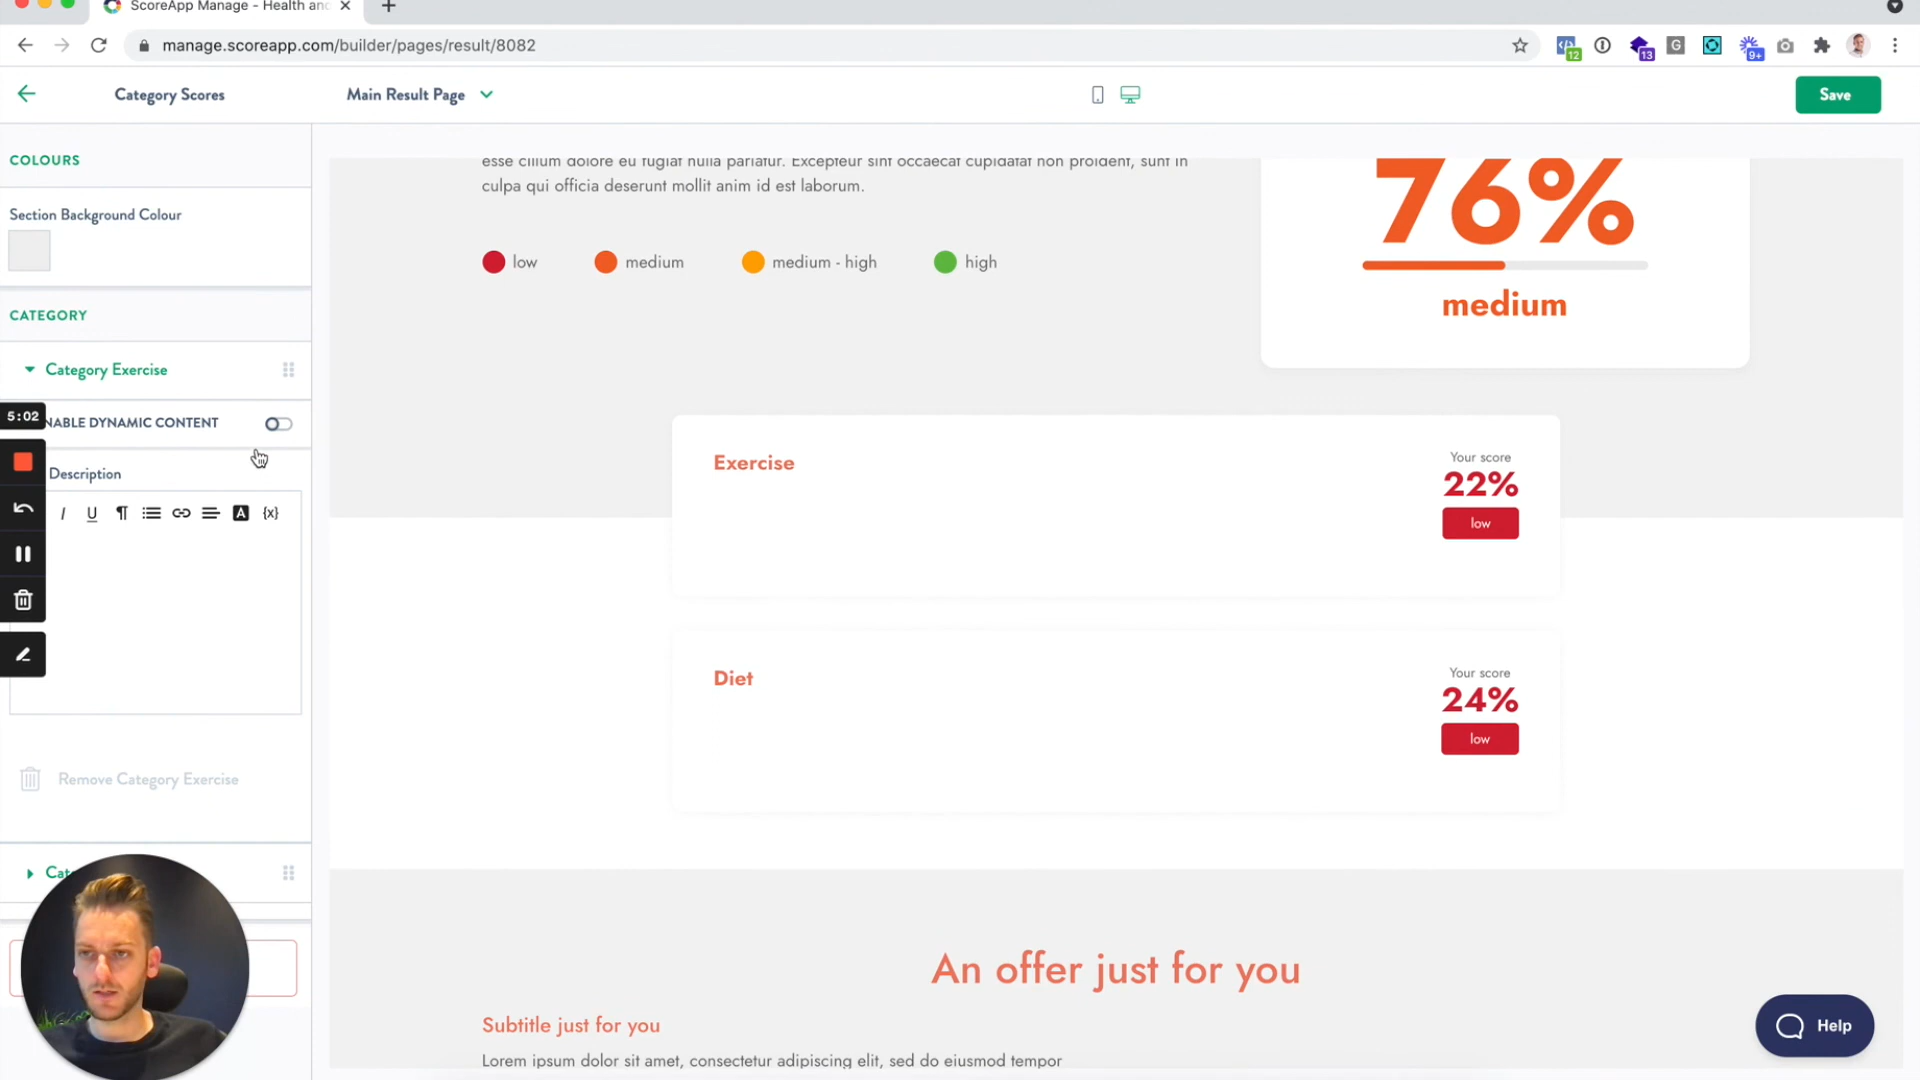 ScoreApp Manage - Health and
manage.scoreapp.com/builder/pages/result/8082
12
13
G
9+
Category Scores
Main Result Page
Save
COLOURS
Section Background Colour
CATEGORY
Category Exercise
NABLE DYNAMIC CONTENT
5:02
Description
I U ¶ A {x}
Remove Category Exercise
Cat
esse cillum dolore eu fugiat nulla pariatur. Excepteur sint occaecat cupidatat non proident, sunt in
culpa qui officia deserunt mollit anim id est laborum.
low
medium
medium - high
high
76%
medium
Exercise
Your score
22%
low
Diet
Your score
24%
low
An offer just for you
Subtitle just for you
Lorem ipsum dolor sit amet, consectetur adipiscing elit, sed do eiusmod tempor
Help